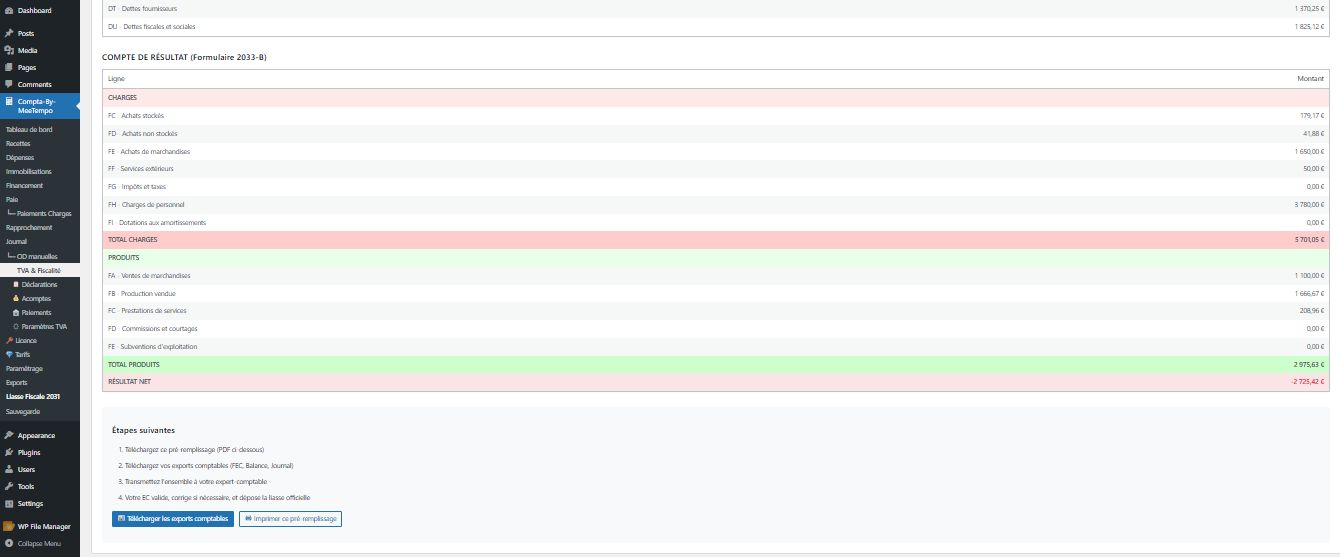 Dashboard
Posts
Media
Pages
Comments
Compta-By-
MeeTempo
Tableau de bord
Recettes
Dépenses
Immobilisations
Financement
Paie
Paiements Charges
Rapprochement
Journal
OD manuelles
TVA & Fiscalité
Déclarations
Acomptes
Paiements
Paramètres TVA
Licence
Tarifs
Paramétrage
Exports
Liasse Fiscale 2031
Sauvegarde
Appearance
Plugins
Users
Tools
Settings
WP File Manager
Collapse Menu
DT - Dettes fournisseurs 1 370,25 €
DU - Dettes fiscales et sociales 1 825,12 €
COMPTE DE RÉSULTAT (Formulaire 2033-B)
Ligne Montant
CHARGES
FC - Achats stockés 179,17 €
FD - Achats non stockés 41,88 €
FE - Achats de marchandises 1 650,00 €
FF - Services extérieurs 50,00 €
FG - Impôts et taxes 0,00 €
FH - Charges de personnel 3 780,00 €
FI - Dotations aux amortissements 0,00 €
TOTAL CHARGES 5 701,05 €
PRODUITS
FA - Ventes de marchandises 1 100,00 €
FB - Production vendue 1 666,67 €
FC - Prestations de services 208,96 €
FD - Commissions et courtages 0,00 €
FE - Subventions d'exploitation 0,00 €
TOTAL PRODUITS 2 975,63 €
RÉSULTAT NET -2 725,42 €
Étapes suivantes
1. Téléchargez ce pré-remplissage (PDF ci-dessous)
2. Téléchargez vos exports comptables (FEC, Balance, Journal)
3. Transmettez l'ensemble à votre expert-comptable
4. Votre EC valide, corrige si nécessaire, et dépose la liasse officielle
Télécharger les exports comptables
Imprimer ce pré-remplissage